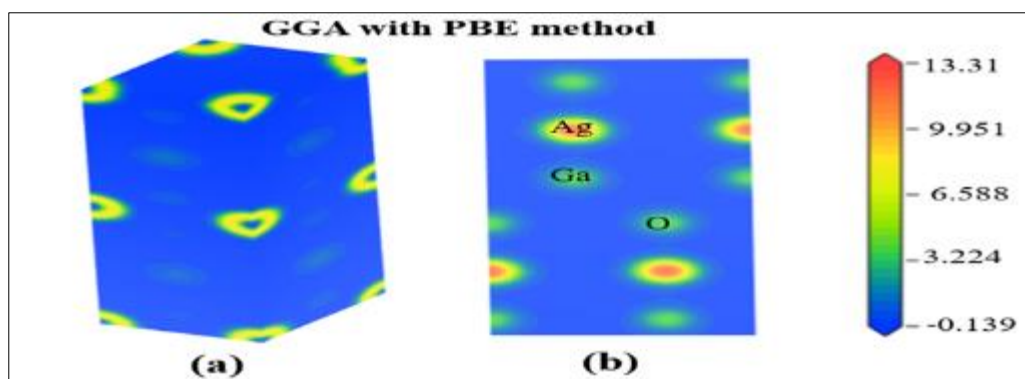 GGA with PBE method
Ag
Ga
O
13.31
9.951
6.588
3.224
-0.139
(a)
(b)